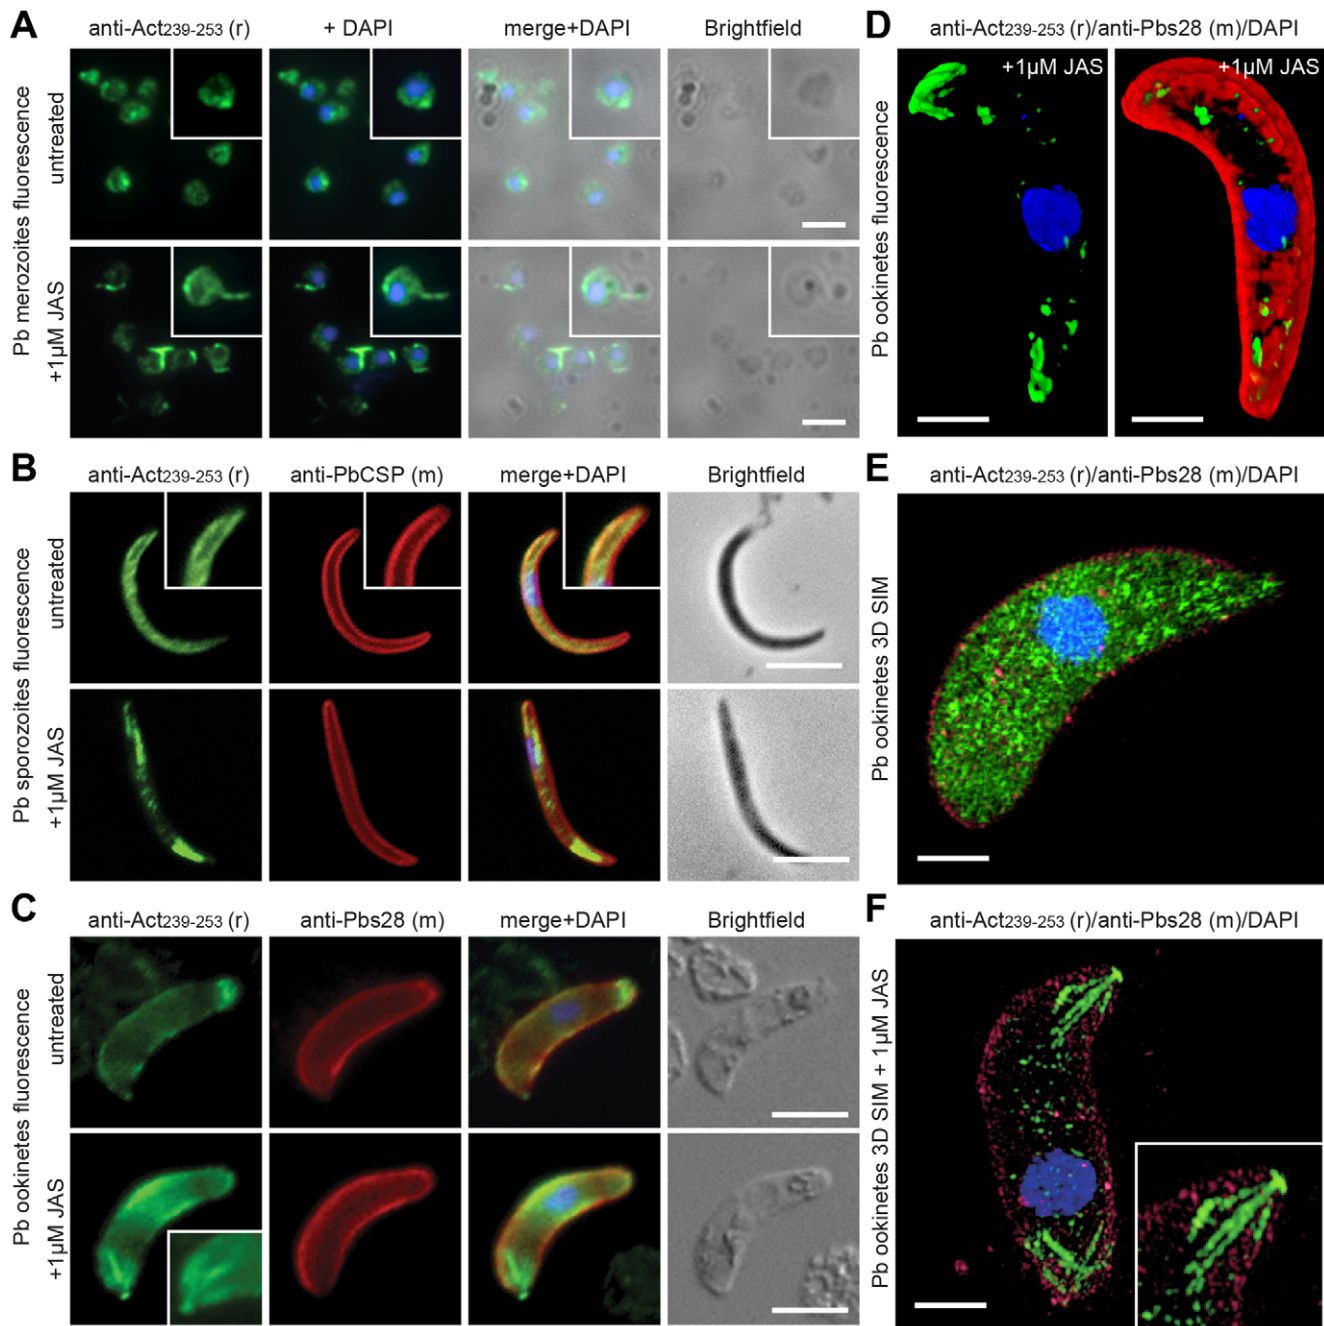 A
anti-Act239-253 (r)
+ DAPI
merge+DAPI
Brightfield
Pb merozoites fluorescence
untreated
+1µM JAS
B
anti-Act239-253 (r)
anti-PbCSP (m)
merge+DAPI
Brightfield
Pb sporozoites fluorescence
untreated
+1µM JAS
C
anti-Act239-253 (r)
anti-Pbs28 (m)
merge+DAPI
Brightfield
Pb ookinetes fluorescence
untreated
+1µM JAS
D
anti-Act239-253 (r)/anti-Pbs28 (m)/DAPI
Pb ookinetes fluorescence
+1µM JAS
+1µM JAS
E
anti-Act239-253 (r)/anti-Pbs28 (m)/DAPI
Pb ookinetes 3D SIM
F
anti-Act239-253 (r)/anti-Pbs28 (m)/DAPI
Pb ookinetes 3D SIM + 1µM JAS